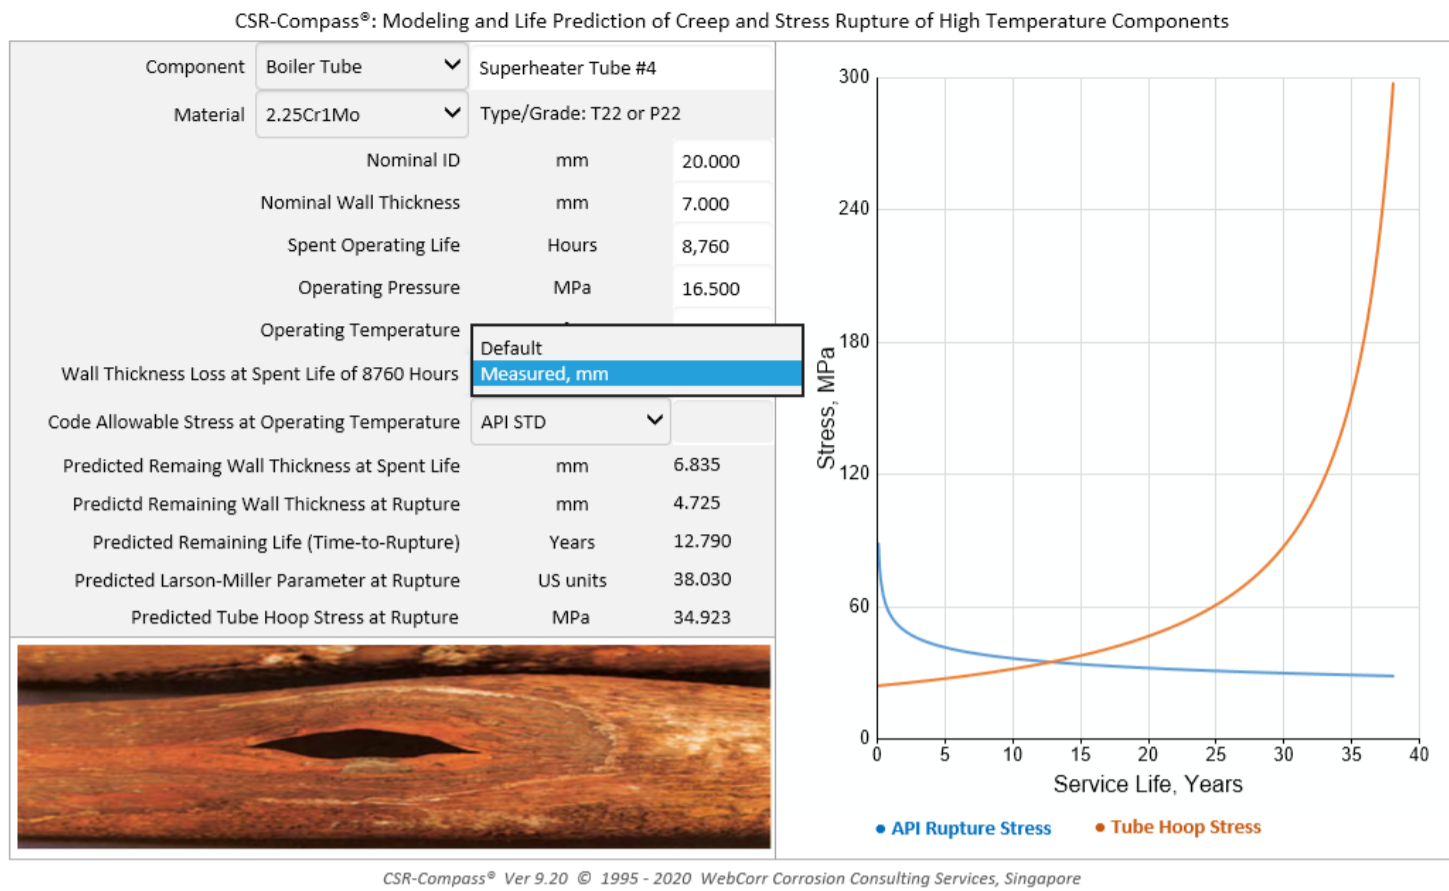 CSR-Compass®: Modeling and Life Prediction of Creep and Stress Rupture of High Temperature Components
Component Boiler Tube Superheater Tube #4
Material 2.25Cr1Mo Type/Grade: T22 or P22
Nominal ID mm 20.000
Nominal Wall Thickness mm 7.000
Spent Operating Life Hours 8,760
Operating Pressure MPa 16.500
Operating Temperature
Default
Wall Thickness Loss at Spent Life of 8760 Hours Measured, mm
Code Allowable Stress at Operating Temperature API STD
Predicted Remaing Wall Thickness at Spent Life mm 6.835
Predictd Remaining Wall Thickness at Rupture mm 4.725
Predicted Remaining Life (Time-to-Rupture) Years 12.790
Predicted Larson-Miller Parameter at Rupture US units 38.030
Predicted Tube Hoop Stress at Rupture MPa 34.923
300
240
180
120
60
0
Stress, MPa
0 5 10 15 20 25 30 35 40
Service Life, Years
API Rupture Stress Tube Hoop Stress
CSR-Compass® Ver 9.20 © 1995 - 2020 WebCorr Corrosion Consulting Services, Singapore